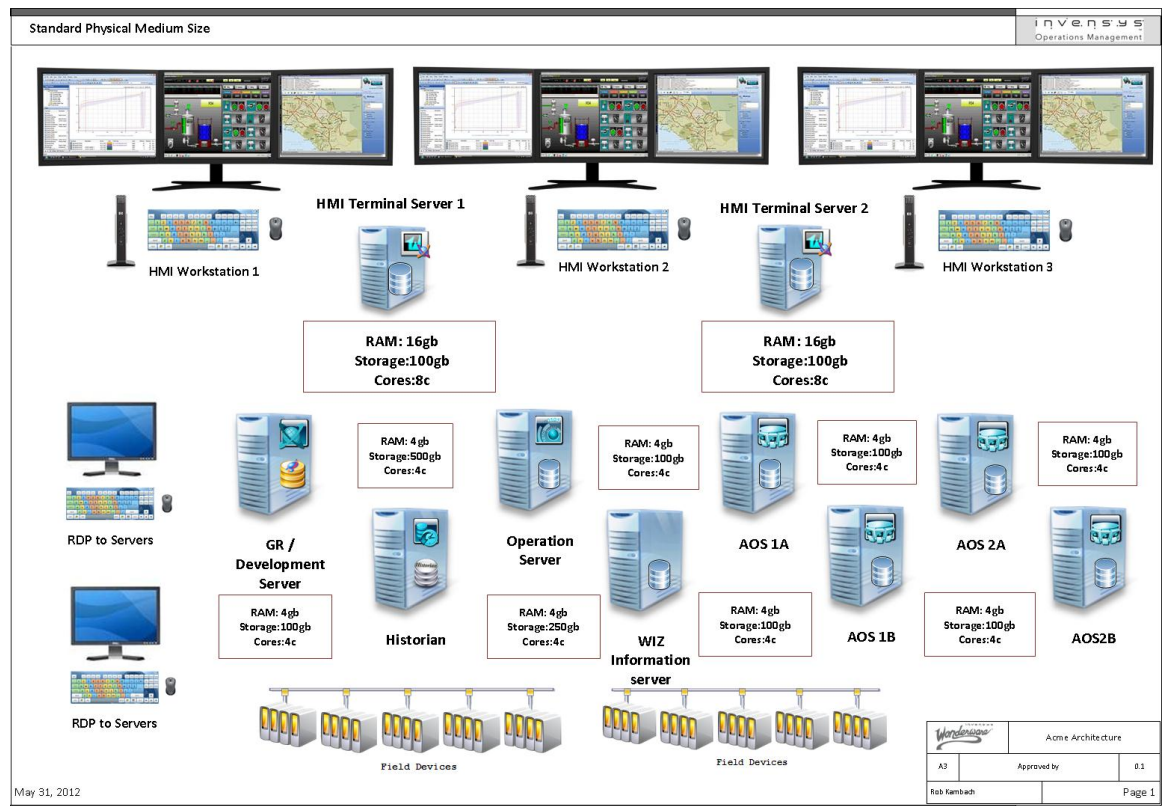 Standard Physical Medium Size
invensys
Operations Management
HMI Terminal Server 1
HMI Terminal Server 2
HMI Workstation 1
HMI Workstation 2
HMI Workstation 3
RAM: 16gb
Storage:100gb
Cores:8c
RAM: 16gb
Storage:100gb
Cores:8c
RAM: 4gb
Storage:500gb
Cores:4c
RAM: 4gb
Storage:100gb
Cores:4c
RAM: 4gb
Storage:100gb
Cores:4c
RAM: 4gb
Storage:100gb
Cores:4c
RDP to Servers
GR /
Development
Server
Operation
Server
AOS 1A
AOS 2A
Historian
RAM: 4gb
Storage:100gb
Cores:4c
Historian
RAM: 4gb
Storage:250gb
Cores:4c
WIZ
Information
server
RAM: 4gb
Storage:100gb
Cores:4c
AOS 1B
RAM: 4gb
Storage:100gb
Cores:4c
AOS2B
RDP to Servers
Field Devices
Field Devices
invensys
Wonderware
Acme Architecture
A3
Approved by
0.1
Rob Kambach
Page 1
May 31, 2012